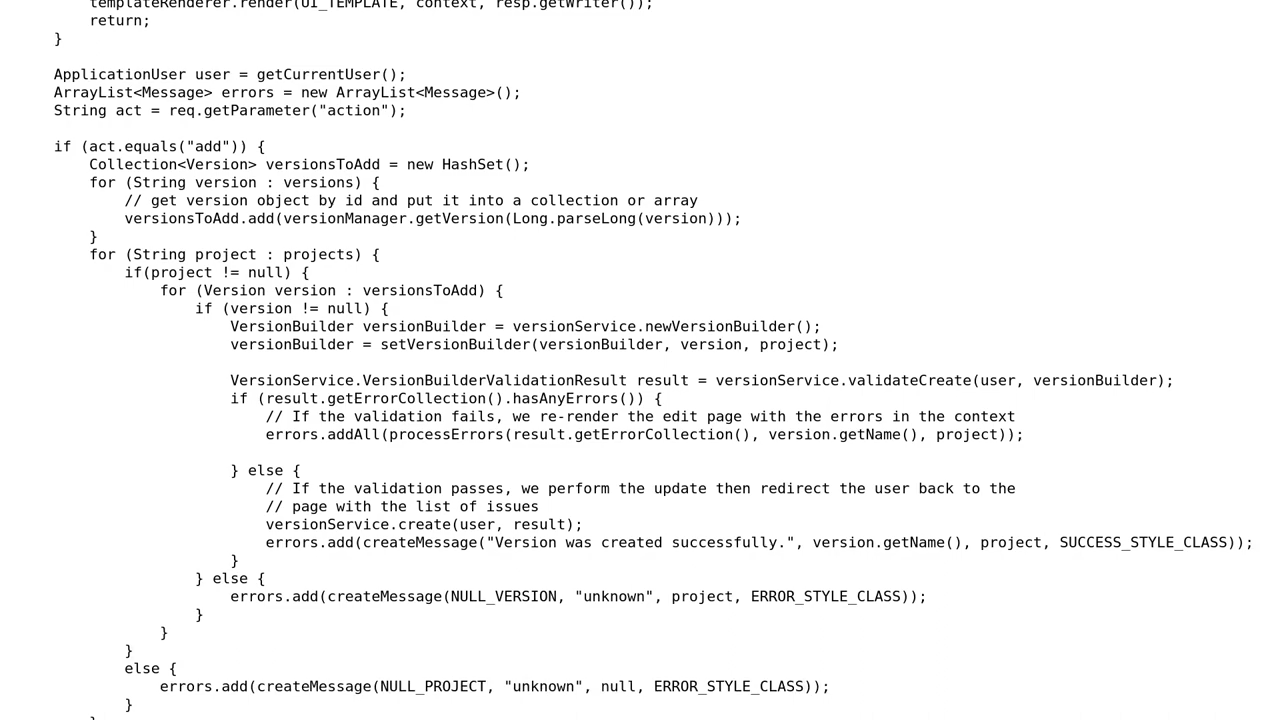 templateRenderer.render(UI_TEMPLATE, context, resp.getWriter());
return;
}
ApplicationUser user = getCurrentUser();
ArrayList<Message> errors = new ArrayList<Message>();
String act = req.getParameter("action");
if (act.equals("add")) {
Collection<Version> versionsToAdd = new HashSet();
for (String version : versions) {
// get version object by id and put it into a collection or array
versionsToAdd.add(versionManager.getVersion(Long.parseLong(version)));
}
for (String project : projects) {
if(project != null) {
for (Version version : versionsToAdd) {
if (version != null) {
VersionBuilder versionBuilder = versionService.newVersionBuilder();
versionBuilder = setVersionBuilder(versionBuilder, version, project);
VersionService.VersionBuilderValidationResult result = versionService.validateCreate(user, versionBuilder);
if (result.getErrorCollection().hasAnyErrors()) {
// If the validation fails, we re-render the edit page with the errors in the context
errors.addAll(processErrors(result.getErrorCollection(), version.getName(), project));
} else {
// If the validation passes, we perform the update then redirect the user back to the
// page with the list of issues
versionService.create(user, result);
errors.add(createMessage("Version was created successfully.", version.getName(), project, SUCCESS_STYLE_CLASS));
}
} else {
errors.add(createMessage(NULL_VERSION, "unknown", project, ERROR_STYLE_CLASS));
}
}
}
else {
errors.add(createMessage(NULL_PROJECT, "unknown", null, ERROR_STYLE_CLASS));
}
}